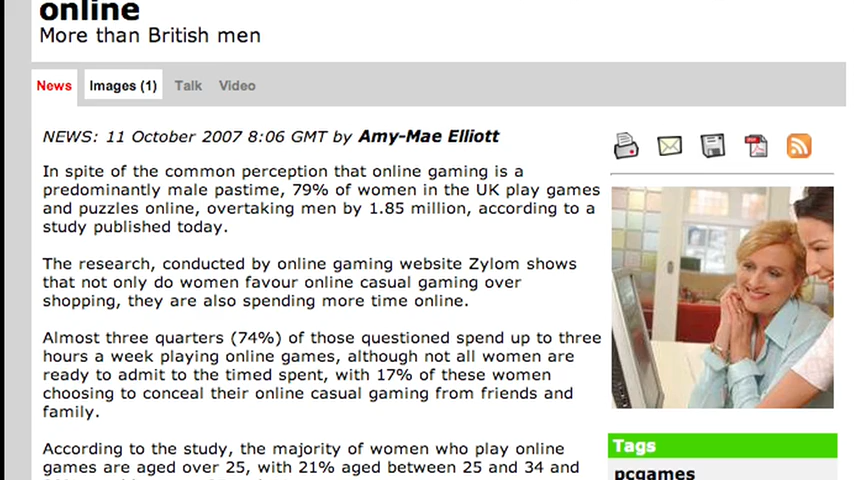 online
More than British men
News
Images (1)
Talk
Video
NEWS: 11 October 2007 8:06 GMT by Amy-Mae Elliott
In spite of the common perception that online gaming is a
predominantly male pastime, 79% of women in the UK play games
and puzzles online, overtaking men by 1.85 million, according to a
study published today.
The research, conducted by online gaming website Zylom shows
that not only do women favour online casual gaming over
shopping, they are also spending more time online.
Almost three quarters (74%) of those questioned spend up to three
hours a week playing online games, although not all women are
ready to admit to the timed spent, with 17% of these women
choosing to conceal their online casual gaming from friends and
family.
According to the study, the majority of women who play online
games are aged over 25, with 21% aged between 25 and 34 and
Tags
pcgames